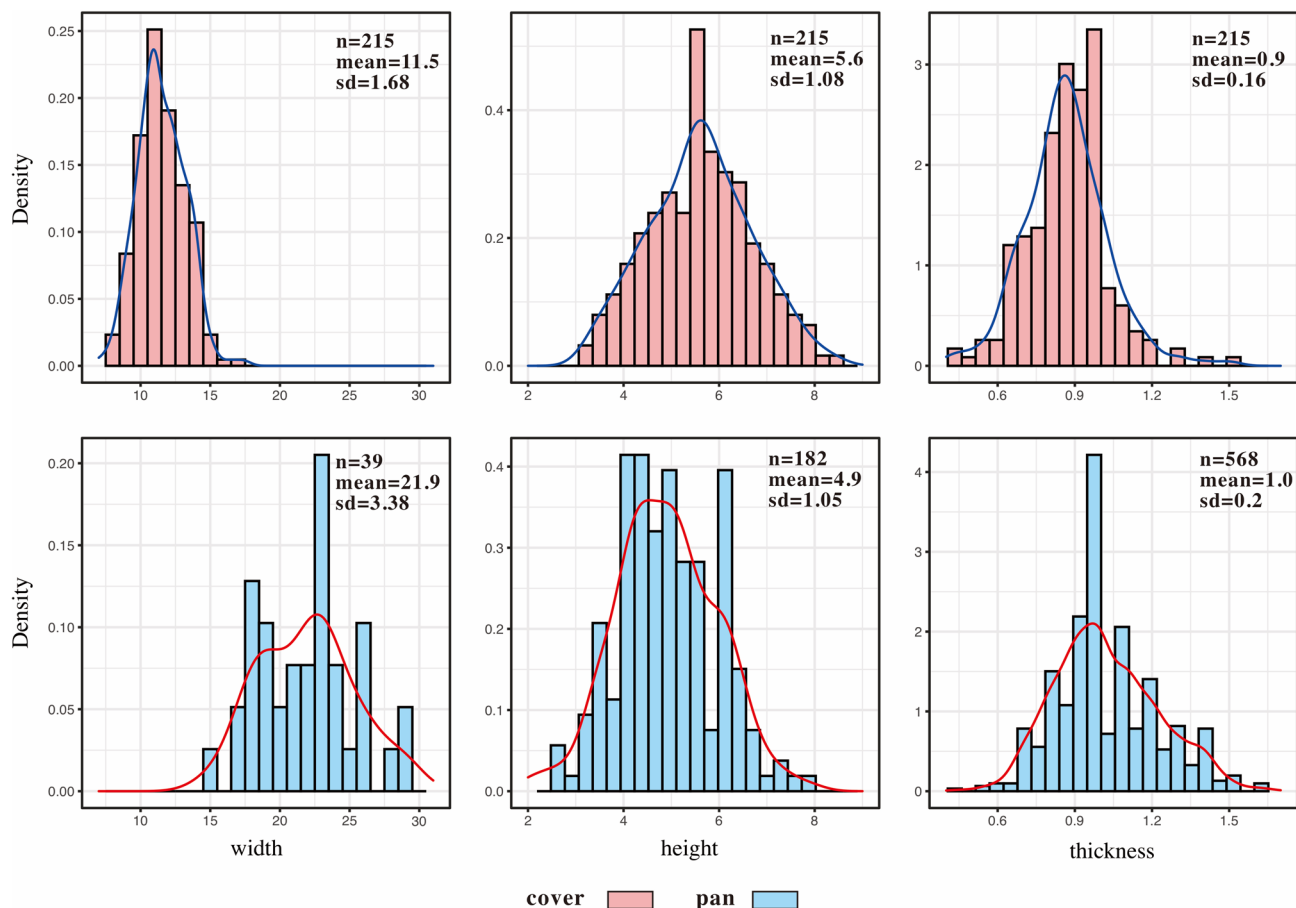 Density
0.25
0.20
0.15
0.10
0.05
0.00
10
15
20
25
30
n=215
mean=11.5
sd=1.68
0.4
0.2
0.0
2
4
6
8
n=215
mean=5.6
sd=1.08
3
2
1
0
0.6
0.9
1.2
1.5
n=215
mean=0.9
sd=0.16
Density
0.20
0.15
0.10
0.05
0.00
10
15
20
25
30
n=39
mean=21.9
sd=3.38
width
0.4
0.3
0.2
0.1
0.0
2
4
6
8
n=182
mean=4.9
sd=1.05
height
4
3
2
1
0
0.6
0.9
1.2
1.5
n=568
mean=1.0
sd=0.2
thickness
cover pan